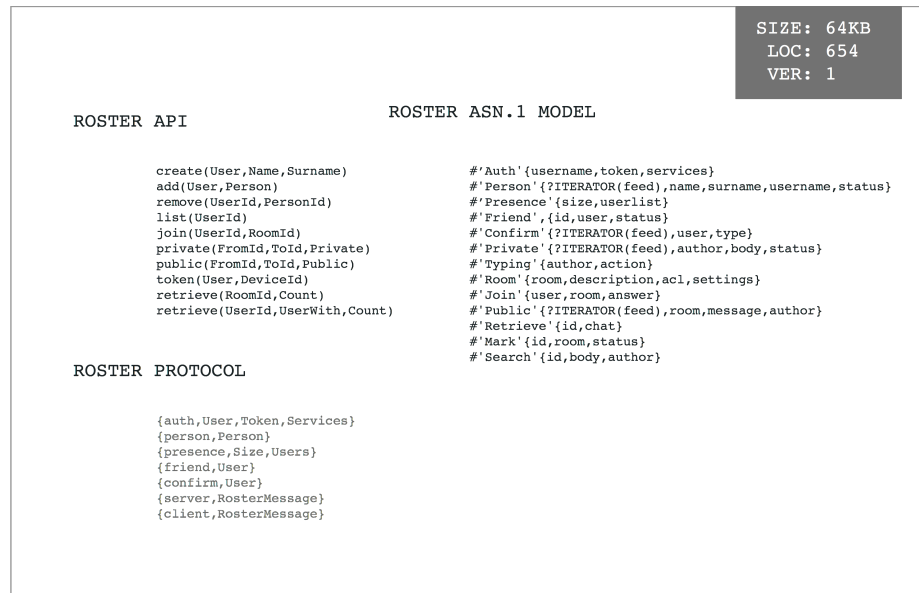 SIZE: 64KB
LOC: 654
VER: 1
ROSTER API
create(User,Name,Surname)
add(User,Person)
remove(UserId,PersonId)
list(UserId)
join(UserId,RoomId)
private(FromId,ToId,Private)
public(FromId,ToId,Public)
token(User,DeviceId)
retrieve(RoomId,Count)
retrieve(UserId,UserWith,Count)
ROSTER ASN.1 MODEL
#'Auth'{username,token,services}
#'Person'{?ITERATOR(feed),name,surname,username,status}
#'Presence'{size,userlist}
#'Friend',{id,user,status}
#'Confirm'{?ITERATOR(feed),user,type}
#'Private'{?ITERATOR(feed),author,body,status}
#'Typing'{author,action}
#'Room'{room,description,acl,settings}
#'Join'{user,room,answer}
#'Public'{?ITERATOR(feed),room,message,author}
#'Retrieve'{id,chat}
#'Mark'{id,room,status}
#'Search'{id,body,author}
ROSTER PROTOCOL
{auth,User,Token,Services}
{person,Person}
{presence,Size,Users}
{friend,User}
{confirm,User}
{server,RosterMessage}
{client,RosterMessage}